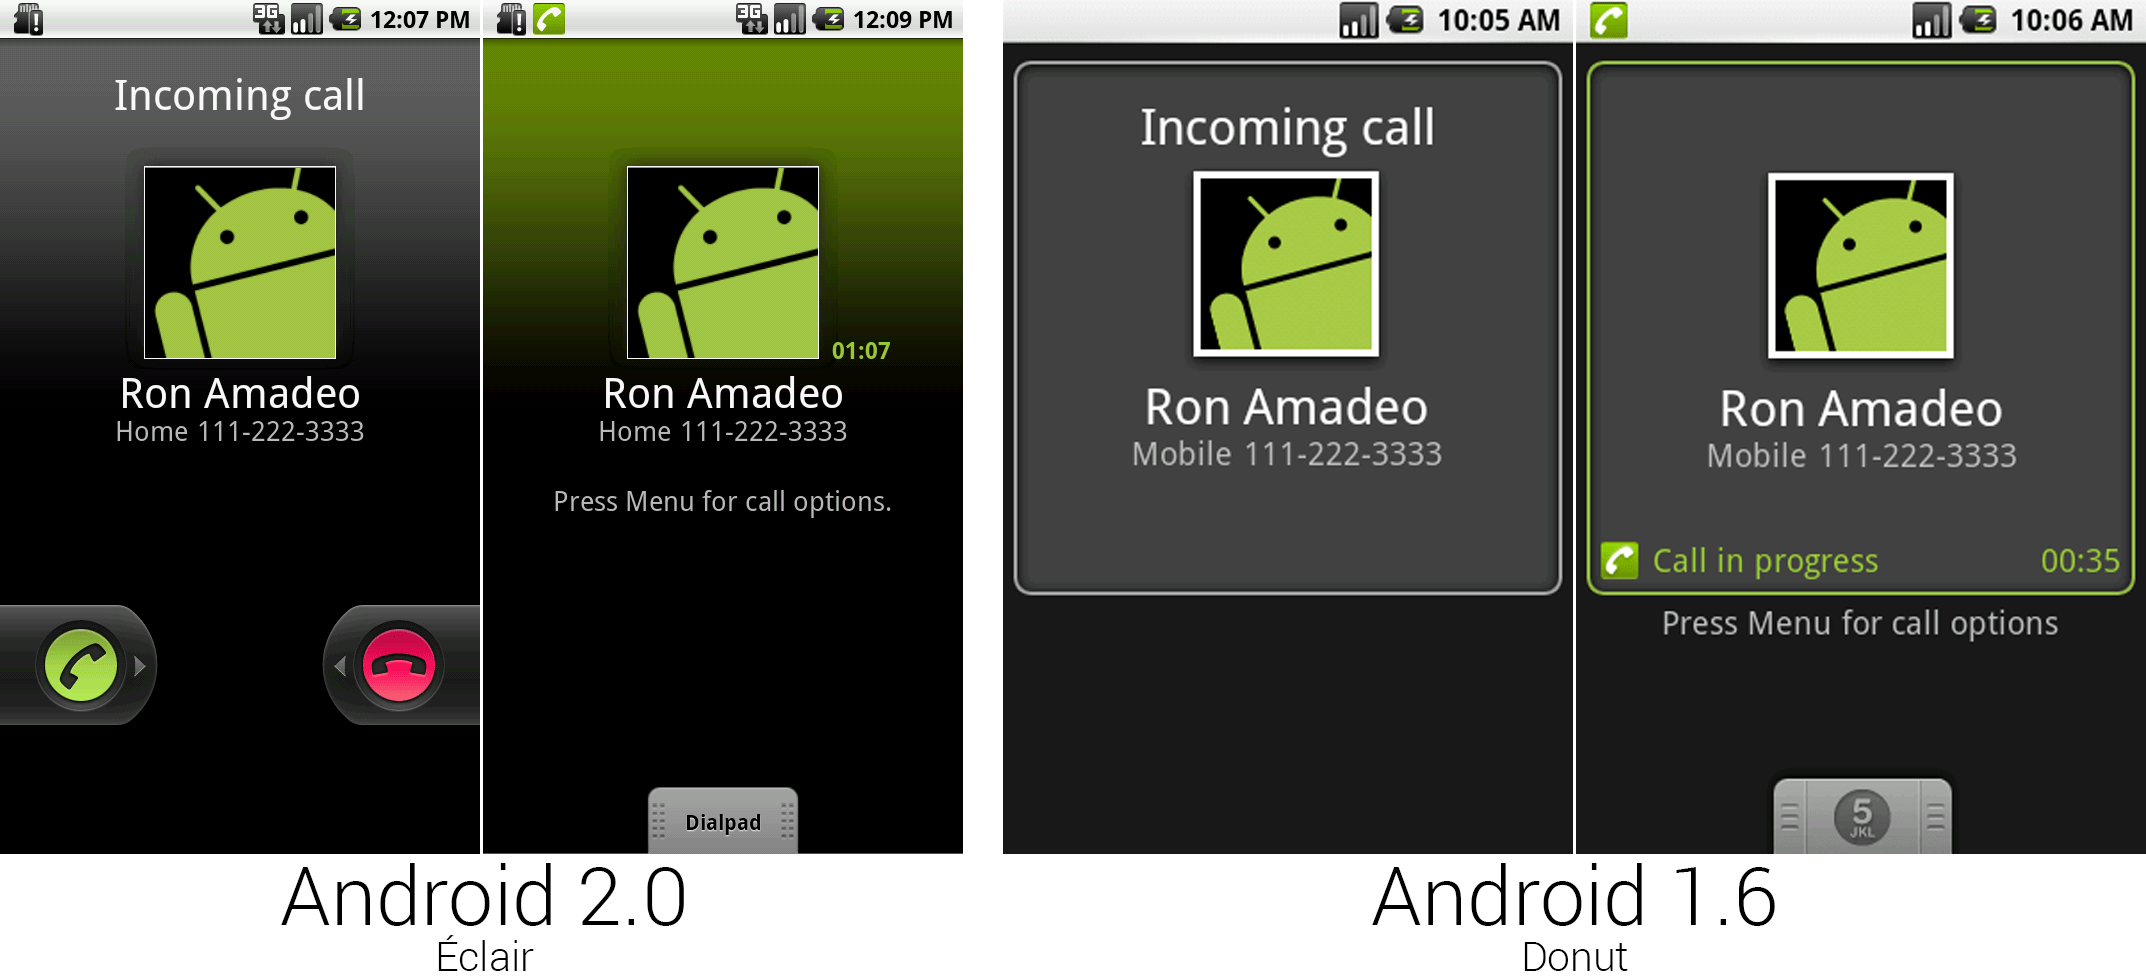 3G 12:07 PM
Incoming call
Ron Amadeo
Home 111-222-3333
3G 12:09 PM
01:07
Ron Amadeo
Home 111-222-3333
Press Menu for call options.
Dialpad
Android 2.0
Éclair
10:05 AM
Incoming call
Ron Amadeo
Mobile 111-222-3333
10:06 AM
Ron Amadeo
Mobile 111-222-3333
Call in progress 00:35
Press Menu for call options
5
JKL
Android 1.6
Donut